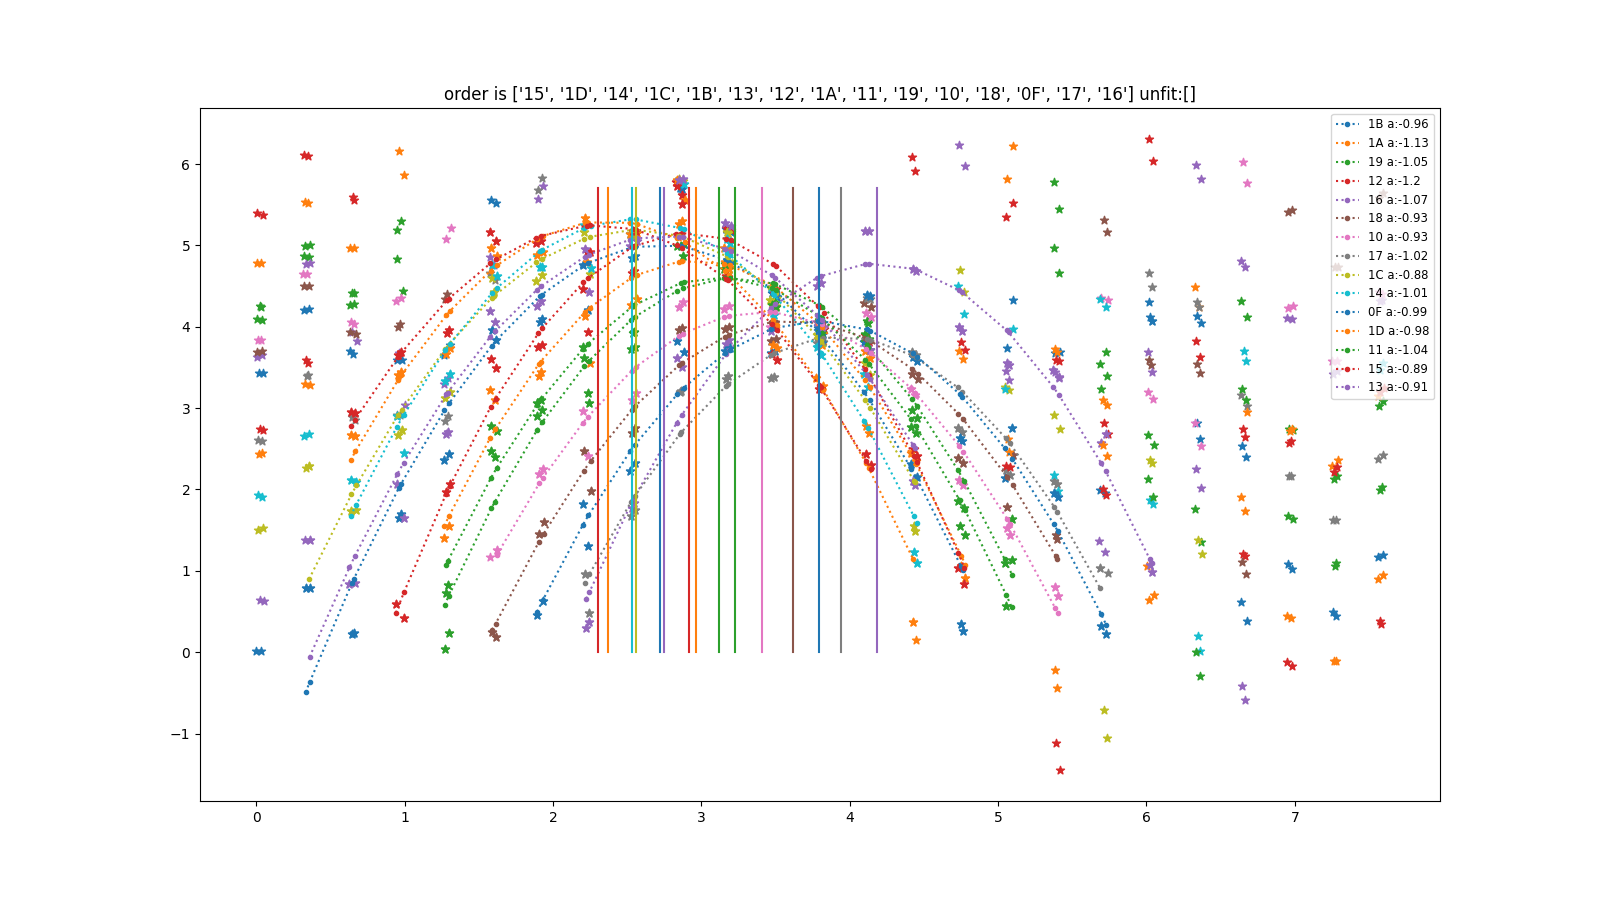 order is ['15', '1D', '14', '1C', '1B', '13', '12', '1A', '11', '19', '10', '18', '0F', '17', '16'] unfit:[]
1B a:-0.96
1A a:-1.13
19 a:-1.05
12 a:-1.2
16 a:-1.07
18 a:-0.93
10 a:-0.93
17 a:-1.02
1C a:-0.88
14 a:-1.01
0F a:-0.99
1D a:-0.98
11 a:-1.04
15 a:-0.89
13 a:-0.91
6
5
4
3
2
1
0
−1
0 1 2 3 4 5 6 7